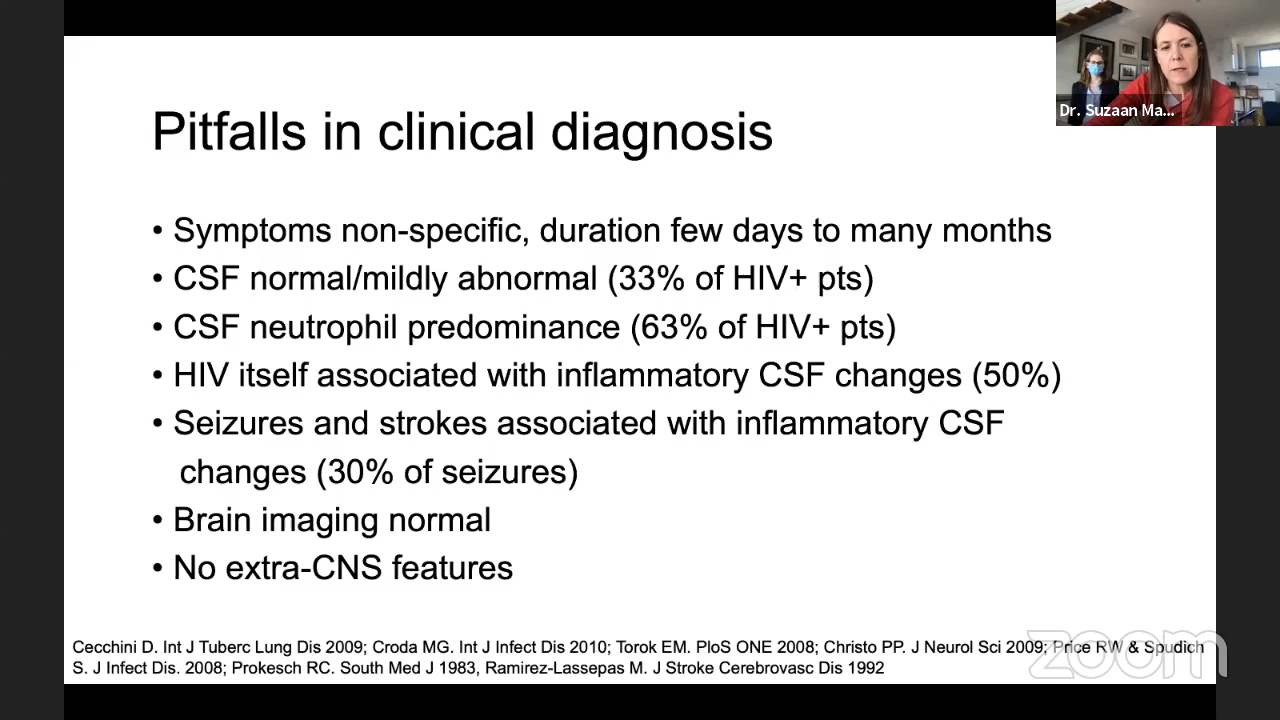 Dr. Suzaan Ma...
Pitfalls in clinical diagnosis
• Symptoms non-specific, duration few days to many months
• CSF normal/mildly abnormal (33% of HIV+ pts)
• CSF neutrophil predominance (63% of HIV+ pts)
• HIV itself associated with inflammatory CSF changes (50%)
• Seizures and strokes associated with inflammatory CSF
changes (30% of seizures)
• Brain imaging normal
• No extra-CNS features
Cecchini D. Int J Tuberc Lung Dis 2009; Croda MG. Int J Infect Dis 2010; Torok EM. PloS ONE 2008; Christo PP. J Neurol Sci 2009; Price RW & Spudich
S. J Infect Dis. 2008; Prokesch RC. South Med J 1983, Ramirez-Lassepas M. J Stroke Cerebrovasc Dis 1992
zoom